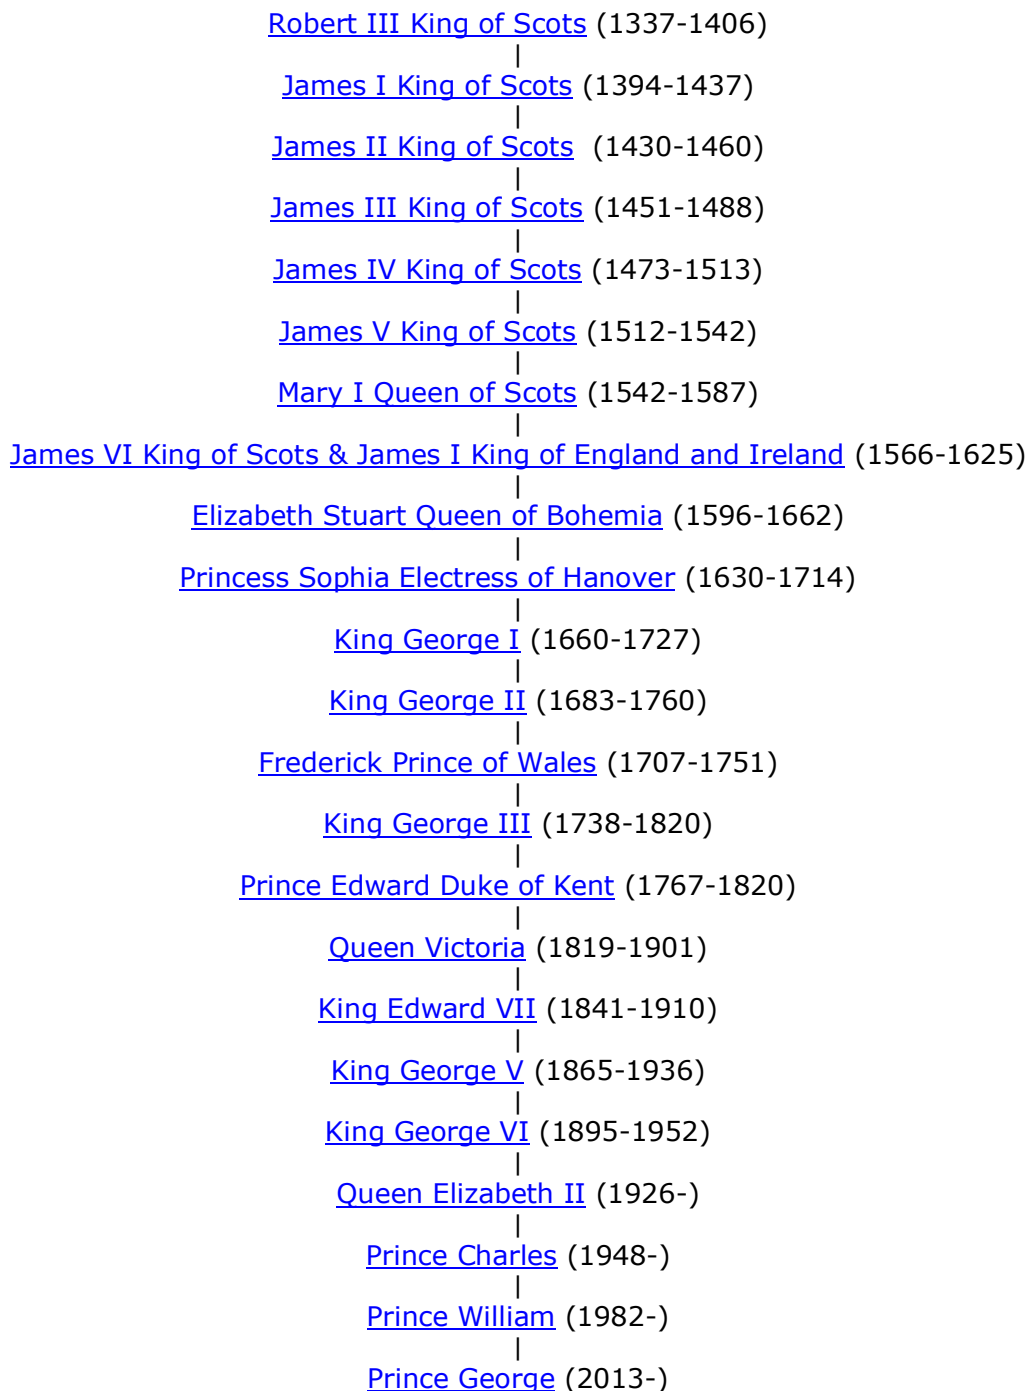 Robert III King of Scots (1337-1406)
James I King of Scots (1394-1437)
James II King of Scots (1430-1460)
James III King of Scots (1451-1488)
James IV King of Scots (1473-1513)
James V King of Scots (1512-1542)
Mary I Queen of Scots (1542-1587)
James VI King of Scots & James I King of England and Ireland (1566-1625)
Elizabeth Stuart Queen of Bohemia (1596-1662)
Princess Sophia Electress of Hanover (1630-1714)
King George I (1660-1727)
King George II (1683-1760)
Frederick Prince of Wales (1707-1751)
King George III (1738-1820)
Prince Edward Duke of Kent (1767-1820)
Queen Victoria (1819-1901)
King Edward VII (1841-1910)
King George V (1865-1936)
King George VI (1895-1952)
Queen Elizabeth II (1926-)
Prince Charles (1948-)
Prince William (1982-)
Prince George (2013-)